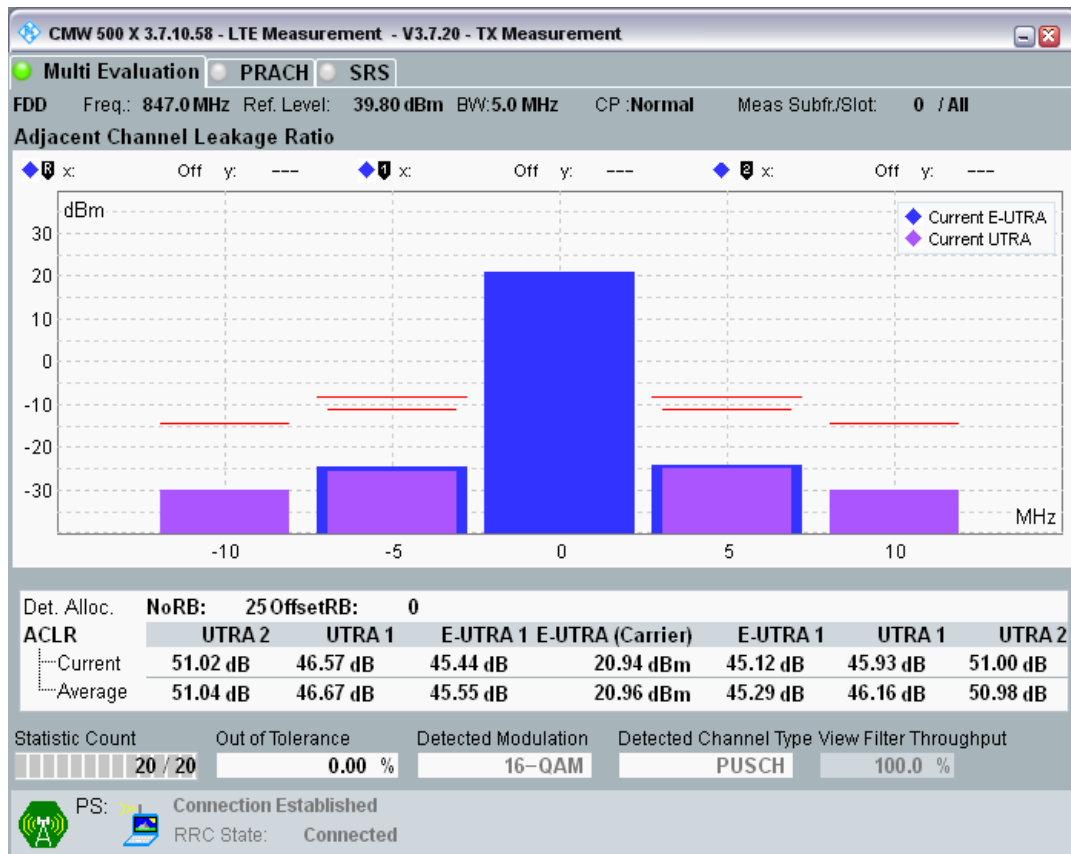 CMW 500 X 3.7.10.58 - LTE Measurement - V3.7.20 - TX Measurement
Multi Evaluation PRACH SRS
FDD Freq.: 847.0 MHz Ref. Level: 39.80 dBm BW:5.0 MHz CP :Normal Meas Subfr./Slot: 0 / All
Adjacent Channel Leakage Ratio
R x: Off y: --- 1 x: Off y: --- 2 x: Off y: ---
dBm
Current E-UTRA
Current UTRA
30
20
10
0
-10
-20
-30
MHz
-10 -5 0 5 10
Det. Alloc. NoRB: 25 OffsetRB: 0
ACLR UTRA 2 UTRA 1 E-UTRA 1 E-UTRA (Carrier) E-UTRA 1 UTRA 1 UTRA 2
Current 51.02 dB 46.57 dB 45.44 dB 20.94 dBm 45.12 dB 45.93 dB 51.00 dB
Average 51.04 dB 46.67 dB 45.55 dB 20.96 dBm 45.29 dB 46.16 dB 50.98 dB
Statistic Count Out of Tolerance Detected Modulation Detected Channel Type View Filter Throughput
20 / 20 0.00 % 16-QAM PUSCH 100.0 %
PS: Connection Established
RRC State: Connected